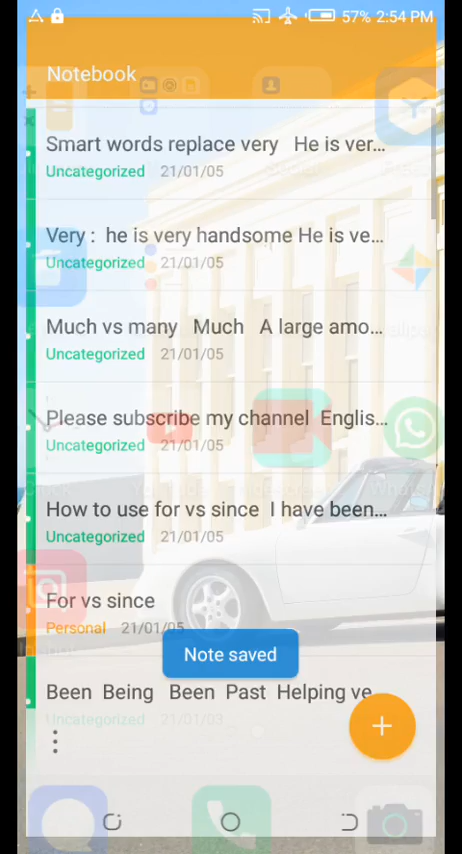 57% 2:54 PM
Notebook
Smart words replace very He is ver...
Uncategorized 21/01/05
Very : he is very handsome He is ve...
Uncategorized 21/01/05
Much vs many Much A large amo...
Uncategorized 21/01/05
Please subscribe my channel Englis...
Uncategorized 21/01/05
How to use for vs since I have been...
Uncategorized 21/01/05
For vs since
Personal 21/01/05
Note saved
Been Being Been Past Helping ve
Uncategorized 21/01/03